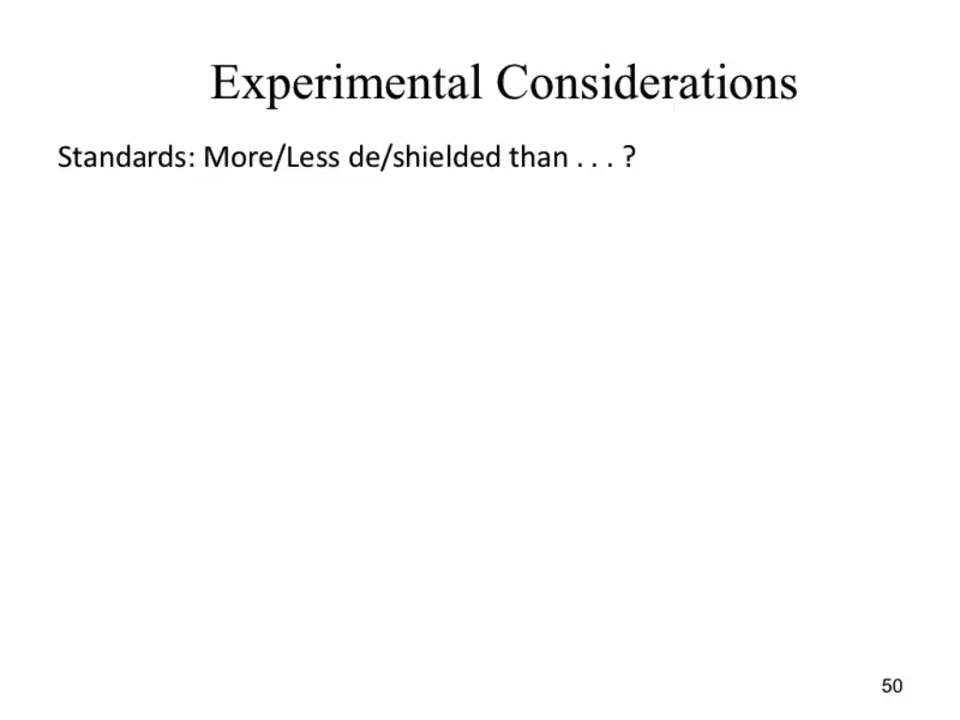 Experimental Considerations
Standards: More/Less de/shielded than . . . ?
50